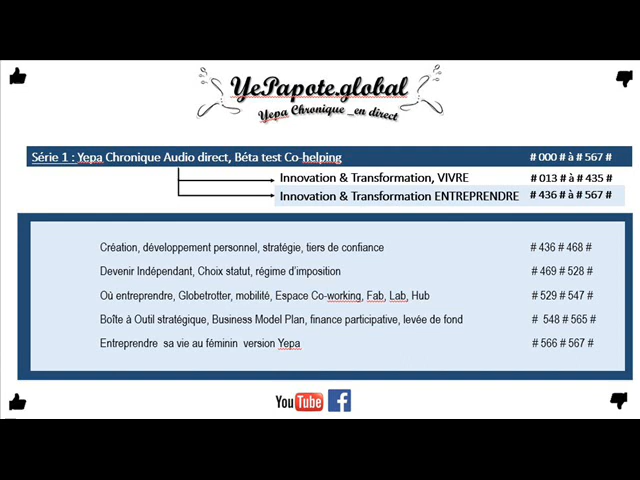 YePapote.global
Yepa Chronique _en direct
Série 1 : Yepa Chronique Audio direct, Béta test Co-helping # 000 # à # 567 #
Innovation & Transformation, VIVRE # 013 # à # 435 #
Innovation & Transformation ENTREPRENDRE # 436 # à # 567 #
Création, développement personnel, stratégie, tiers de confiance # 436 # 468 #
Devenir Indépendant, Choix statut, régime d'imposition # 469 # 528 #
Où entreprendre, Globetrotter, mobilité, Espace Co-working, Fab, Lab, Hub # 529 # 547 #
Boîte à Outil stratégique, Business Model Plan, finance participative, levée de fond # 548 # 565 #
Entreprendre sa vie au féminin version Yepa # 566 # 567 #
YouTube f